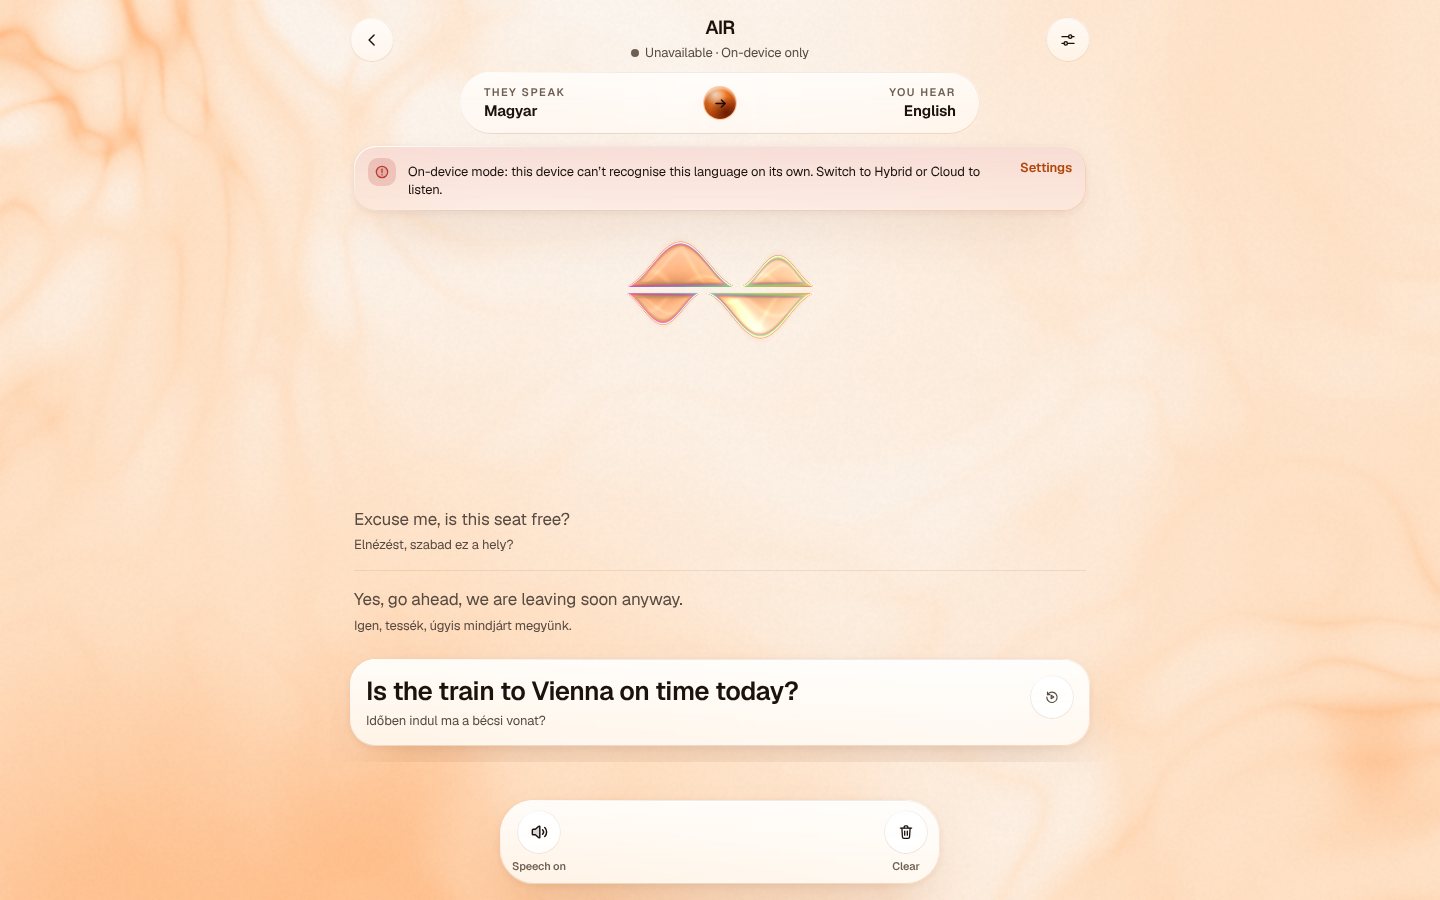 AIR
Unavailable · On-device only
THEY SPEAK
Magyar
YOU HEAR
English
On-device mode: this device can’t recognise this language on its own. Switch to Hybrid or Cloud to
listen.
Settings
Excuse me, is this seat free?
Elnézést, szabad ez a hely?
Yes, go ahead, we are leaving soon anyway.
Igen, tessék, úgyis mindjárt megyünk.
Is the train to Vienna on time today?
Időben indul ma a bécsi vonat?
Speech on
Clear